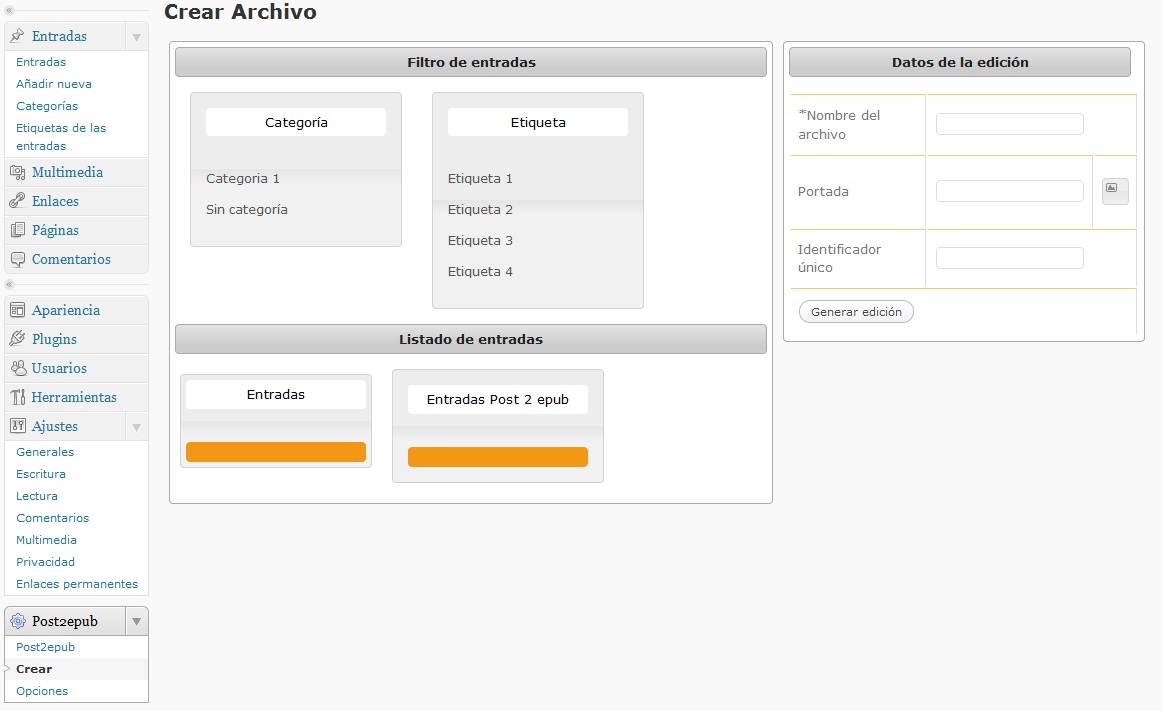 Entradas
Entradas
Añadir nueva
Categorías
Etiquetas de las
entradas
Multimedia
Enlaces
Páginas
Comentarios
Apariencia
Plugins
Usuarios
Herramientas
Ajustes
Generales
Escritura
Lectura
Comentarios
Multimedia
Privacidad
Enlaces permanentes
Post2epub
Post2epub
Crear
Opciones
Crear Archivo
Filtro de entradas
Categoría
Categoria 1
Sin categoría
Etiqueta
Etiqueta 1
Etiqueta 2
Etiqueta 3
Etiqueta 4
Listado de entradas
Entradas
Entradas Post 2 epub
Datos de la edición
*Nombre del
archivo
Portada
Identificador
único
Generar edición